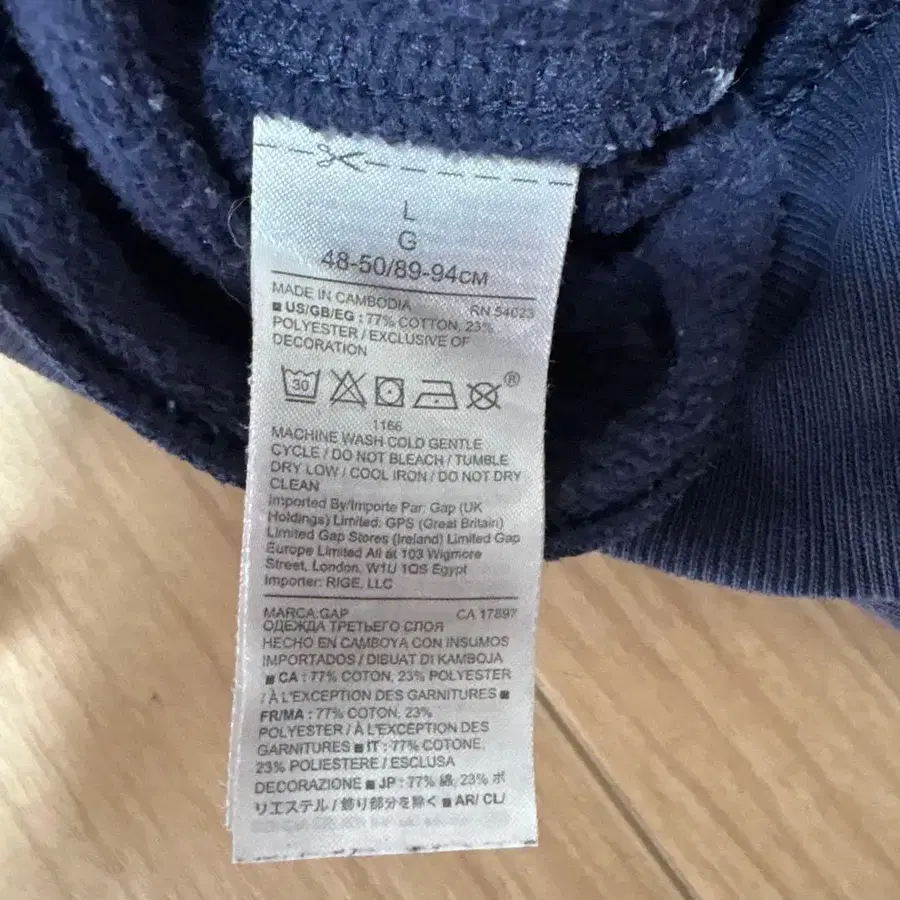 L
G
48-50/89-94CM
MADE IN CAMBODIA RN 54023
■ US/GB/EG : 77% COTTON, 23%
POLYESTER / EXCLUSIVE OF
DECORATION
30 ®
1166
MACHINE WASH COLD GENTLE
CYCLE / DO NOT BLEACH / TUMBLE
DRY LOW / COOL IRON / DO NOT DRY
CLEAN
Imported By/Importe Par: Gap (UK
Holdings) Limited: GPS (Great Britain)
Limited Gap Stores (Ireland) Limited Gap
Europe Limited All at 103 Wigmore
Street, London, W1U 1QS Egypt
Importer: RIGE, LLC
MARCA:GAP CA 17897
ОДЕЖДА ТРЕТЬЕГО СЛОЯ
HECHO EN CAMBOYA CON INSUMOS
IMPORTADOS / DIBUAT DI KAMBOJA
■ CA : 77% COTON, 23% POLYESTER
/ À L'EXCEPTION DES GARNITURES ■
FR/MA : 77% COTON, 23%
POLYESTER / À L'EXCEPTION DES
GARNITURES ■ IT : 77% COTONE,
23% POLIESTERE / ESCLUSA
DECORAZIONE ■ JP : 77% 綿, 23% ポ
リエステル / 飾り部分を除く ■ AR/ CL/